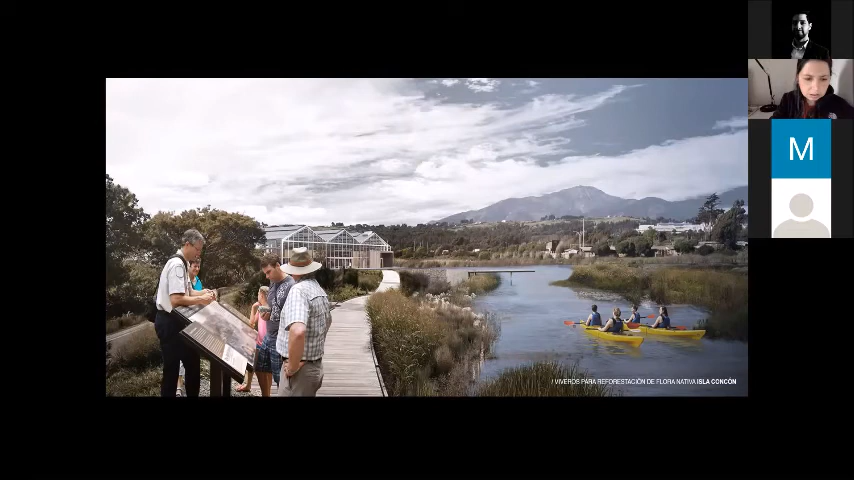 M
/ VIVEROS PARA REFORESTACIÓN DE FLORA NATIVA ISLA CONCÓN